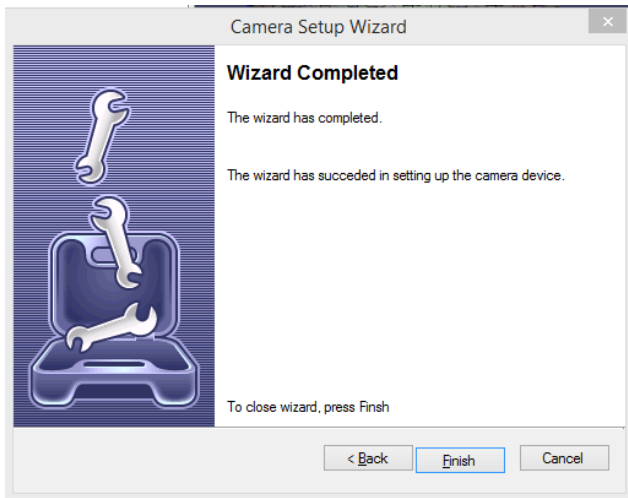 Camera Setup Wizard
Wizard Completed
The wizard has completed.
The wizard has succeded in setting up the camera device.
To close wizard, press Finsh
< Back
Finish
Cancel